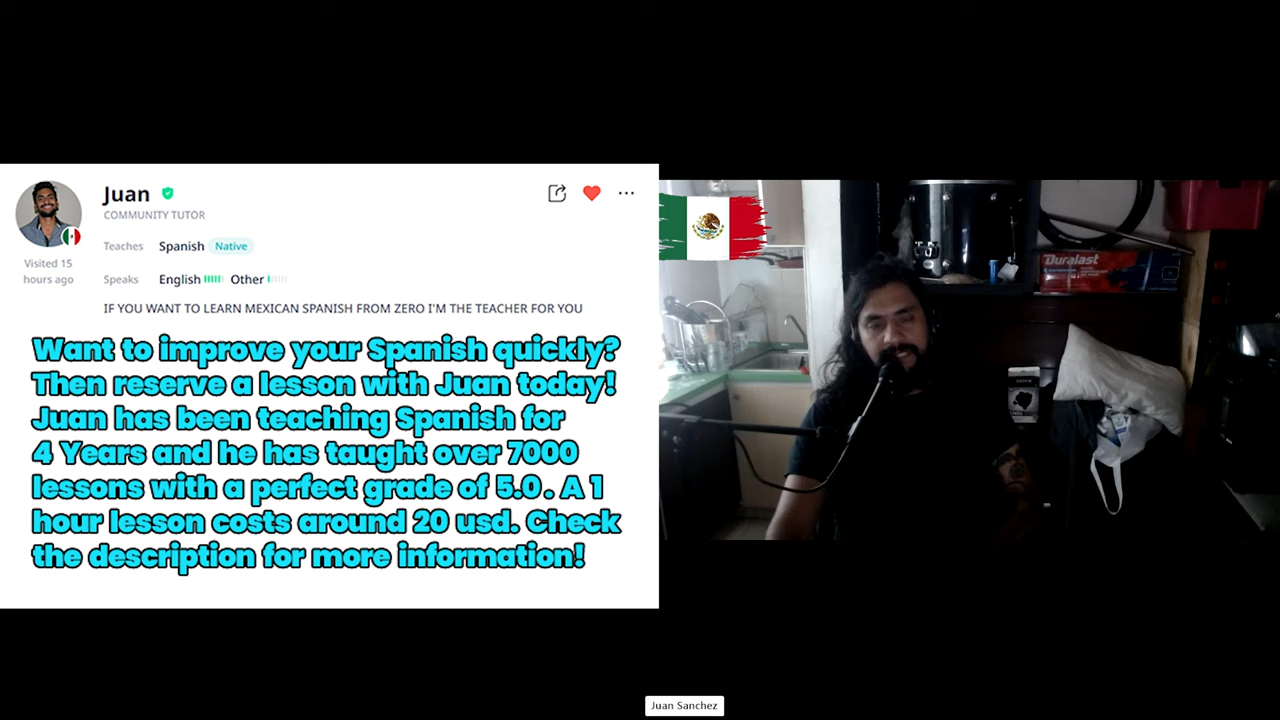 Juan
COMMUNITY TUTOR
Teaches Spanish Native
Visited 15
hours ago
Speaks English Other
IF YOU WANT TO LEARN MEXICAN SPANISH FROM ZERO I'M THE TEACHER FOR YOU
Want to improve your Spanish quickly?
Then reserve a lesson with Juan today!
Juan has been teaching Spanish for
4 Years and he has taught over 7000
lessons with a perfect grade of 5.0. A 1
hour lesson costs around 20 usd. Check
the description for more information!
Duralast
Juan Sanchez